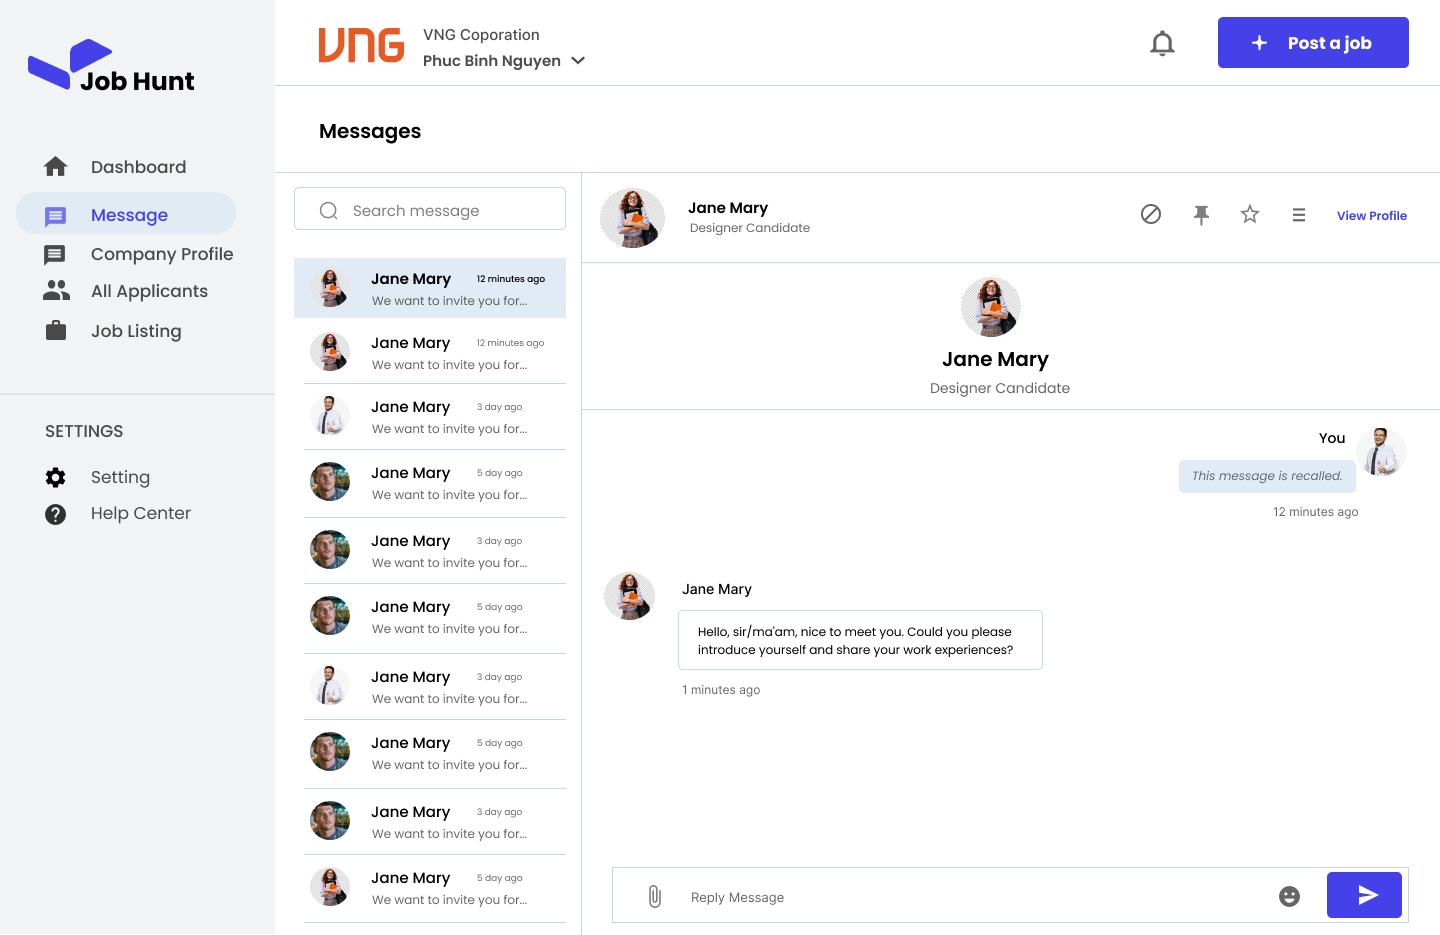 Job Hunt
Dashboard
Message
Company Profile
All Applicants
Job Listing
SETTINGS
Setting
Help Center
VNG
VNG Coporation
Phuc Binh Nguyen
Post a job
Messages
Search message
Jane Mary 12 minutes ago
We want to invite you for...
Jane Mary 12 minutes ago
We want to invite you for...
Jane Mary 3 day ago
We want to invite you for...
Jane Mary 5 day ago
We want to invite you for...
Jane Mary 3 day ago
We want to invite you for...
Jane Mary 5 day ago
We want to invite you for...
Jane Mary 3 day ago
We want to invite you for...
Jane Mary 5 day ago
We want to invite you for...
Jane Mary 3 day ago
We want to invite you for...
Jane Mary 5 day ago
We want to invite you for...
Jane Mary
Designer Candidate
View Profile
Jane Mary
Designer Candidate
You
This message is recalled.
12 minutes ago
Jane Mary
Hello, sir/ma'am, nice to meet you. Could you please
introduce yourself and share your work experiences?
1 minutes ago
Reply Message